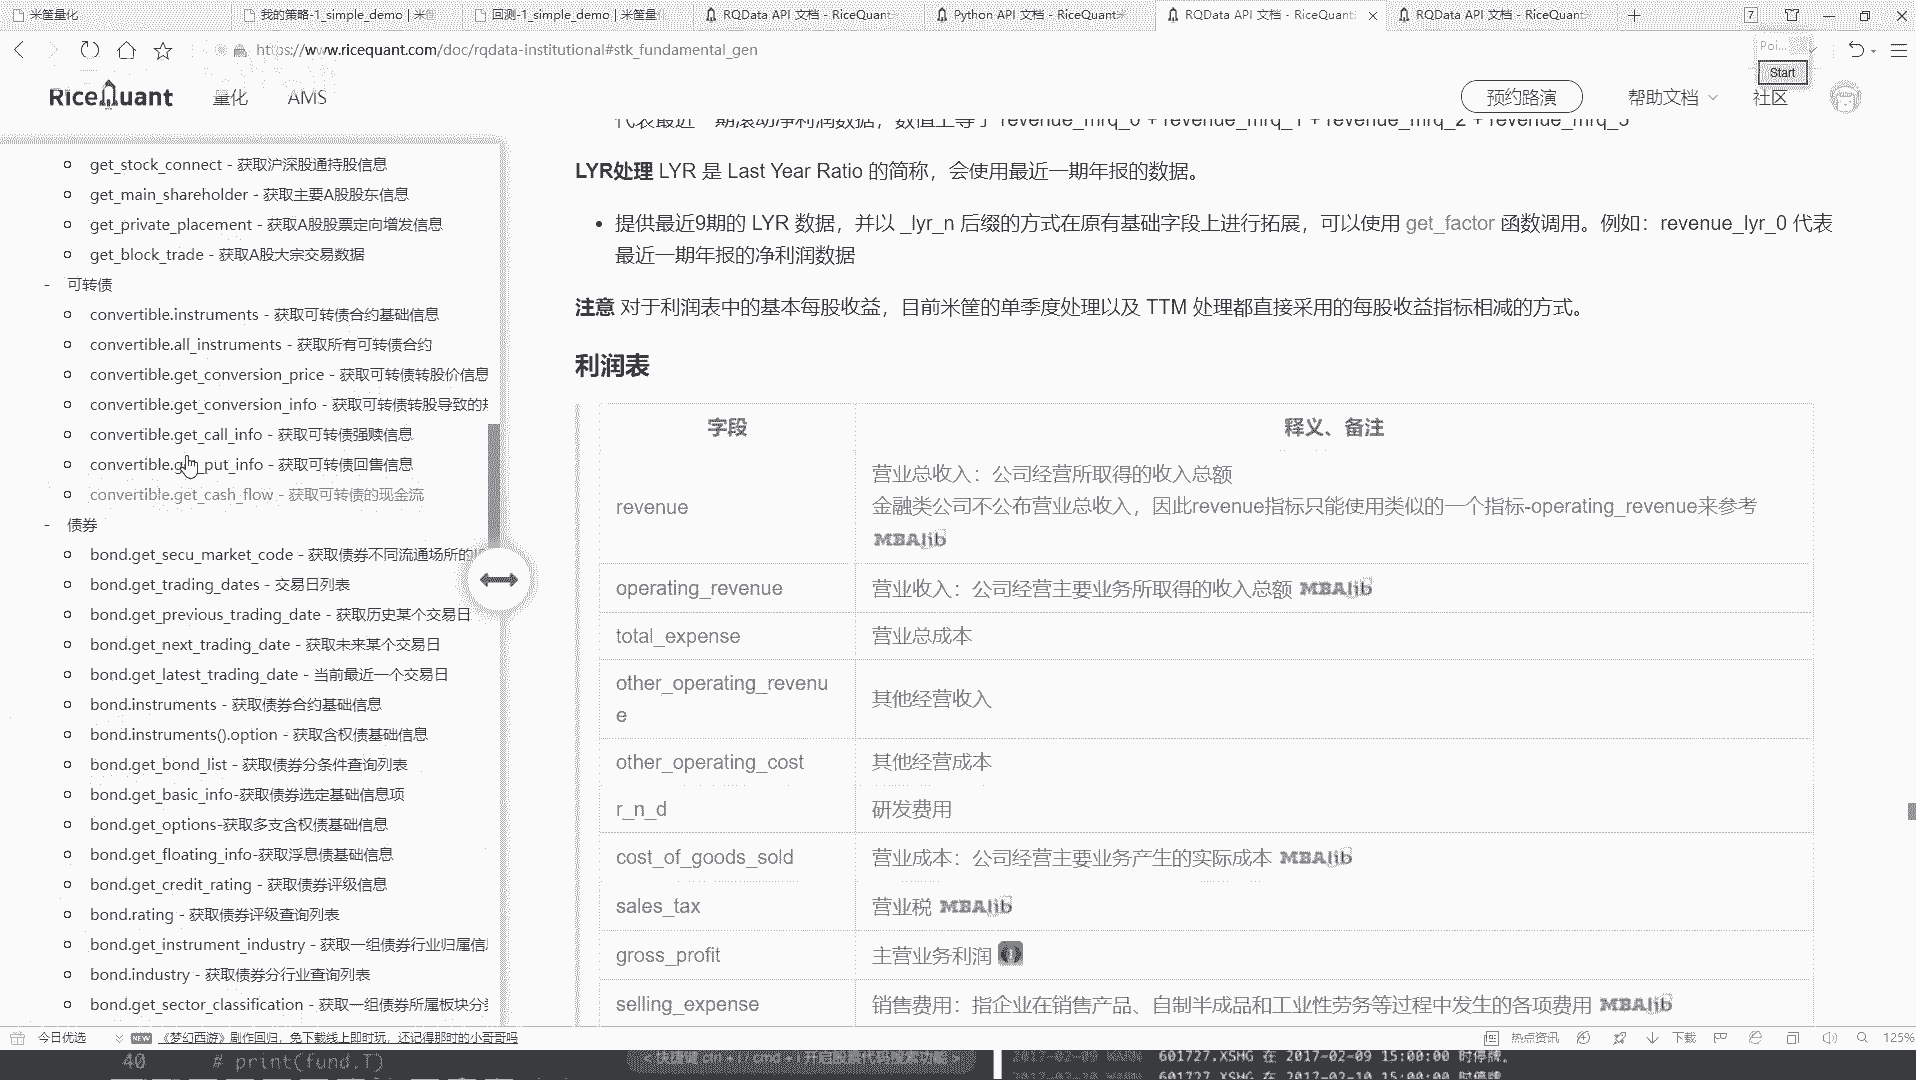 米筐量化
我的策略-1_simple_demo | 米筐
回测-1_simple_demo | 米筐量化
RQData API 文档 - RiceQuant
Python API 文档 - RiceQuant米
RQData API 文档 - RiceQuant
RQData API 文档 - RiceQuant
7
https://www.ricequant.com/doc/rqdata-institutional#stk_fundamental_gen
Poi...
Start
RiceQuant
量化
AMS
预约路演
帮助文档
社区
get_stock_connect - 获取沪深股通持股信息
get_main_shareholder - 获取主要A股股东信息
get_private_placement - 获取A股股票定向增发信息
get_block_trade - 获取A股大宗交易数据
- 可转债
convertible.instruments - 获取可转债合约基础信息
convertible.all_instruments - 获取所有可转债合约
convertible.get_conversion_price - 获取可转债转股价信息
convertible.get_conversion_info - 获取可转债转股导致的
convertible.get_call_info - 获取可转债强赎信息
convertible.get_put_info - 获取可转债回售信息
convertible.get_cash_flow - 获取可转债的现金流
- 债券
bond.get_secu_market_code - 获取债券不同流通场所的
bond.get_trading_dates - 交易日列表
bond.get_previous_trading_date - 获取历史某个交易日
bond.get_next_trading_date - 获取未来某个交易日
bond.get_latest_trading_date - 当前最近一个交易日
bond.instruments - 获取债券合约基础信息
bond.instruments().option - 获取含权债基础信息
bond.get_bond_list - 获取债券分条件查询列表
bond.get_basic_info-获取债券选定基础信息项
bond.get_options-获取多支含权债基础信息
bond.get_floating_info-获取浮息债基础信息
bond.get_credit_rating - 获取债券评级信息
bond.rating - 获取债券评级查询列表
bond.get_instrument_industry - 获取一组债券行业归属信息
bond.industry - 获取债券分行业查询列表
bond.get_sector_classification - 获取一组债券所属板块分类
代表最近一期滚动净利润数据，数值上等于 revenue_mrq_0 + revenue_mrq_1 + revenue_mrq_2 + revenue_mrq_3
LYR处理 LYR 是 Last Year Ratio 的简称，会使用最近一期年报的数据。
• 提供最近9期的 LYR 数据，并以 _lyr_n 后缀的方式在原有基础字段上进行拓展，可以使用 get_factor 函数调用。例如：revenue_lyr_0 代表
最近一期年报的净利润数据
注意 对于利润表中的基本每股收益，目前米筐的单季度处理以及 TTM 处理都直接采用的每股收益指标相减的方式。
利润表
字段 释义、备注
revenue
营业总收入：公司经营所取得的收入总额
金融类公司不公布营业总收入，因此revenue指标只能使用类似的一个指标-operating_revenue来参考
MBAlib
operating_revenue 营业收入：公司经营主要业务所取得的收入总额 MBAlib
total_expense 营业总成本
other_operating_revenu
e
其他经营收入
other_operating_cost 其他经营成本
r_n_d 研发费用
cost_of_goods_sold 营业成本：公司经营主要业务产生的实际成本 MBAlib
sales_tax 营业税 MBAlib
gross_profit 主营业务利润
selling_expense 销售费用：指企业在销售产品、自制半成品和工业性劳务等过程中发生的各项费用 MBAlib
今日优选
NEW 《梦幻西游》剧作回归，免下载线上即时玩，还记得那时的小哥哥吗
热点资讯
下载
125%
40 # print(fund.T)
2017-02-09 WARN 601727.XSHG 在 2017-02-09 15:00:00 时停牌。
2017-02-10 WARN 601727.XSHG 在 2017-02-10 15:00:00 时停牌。